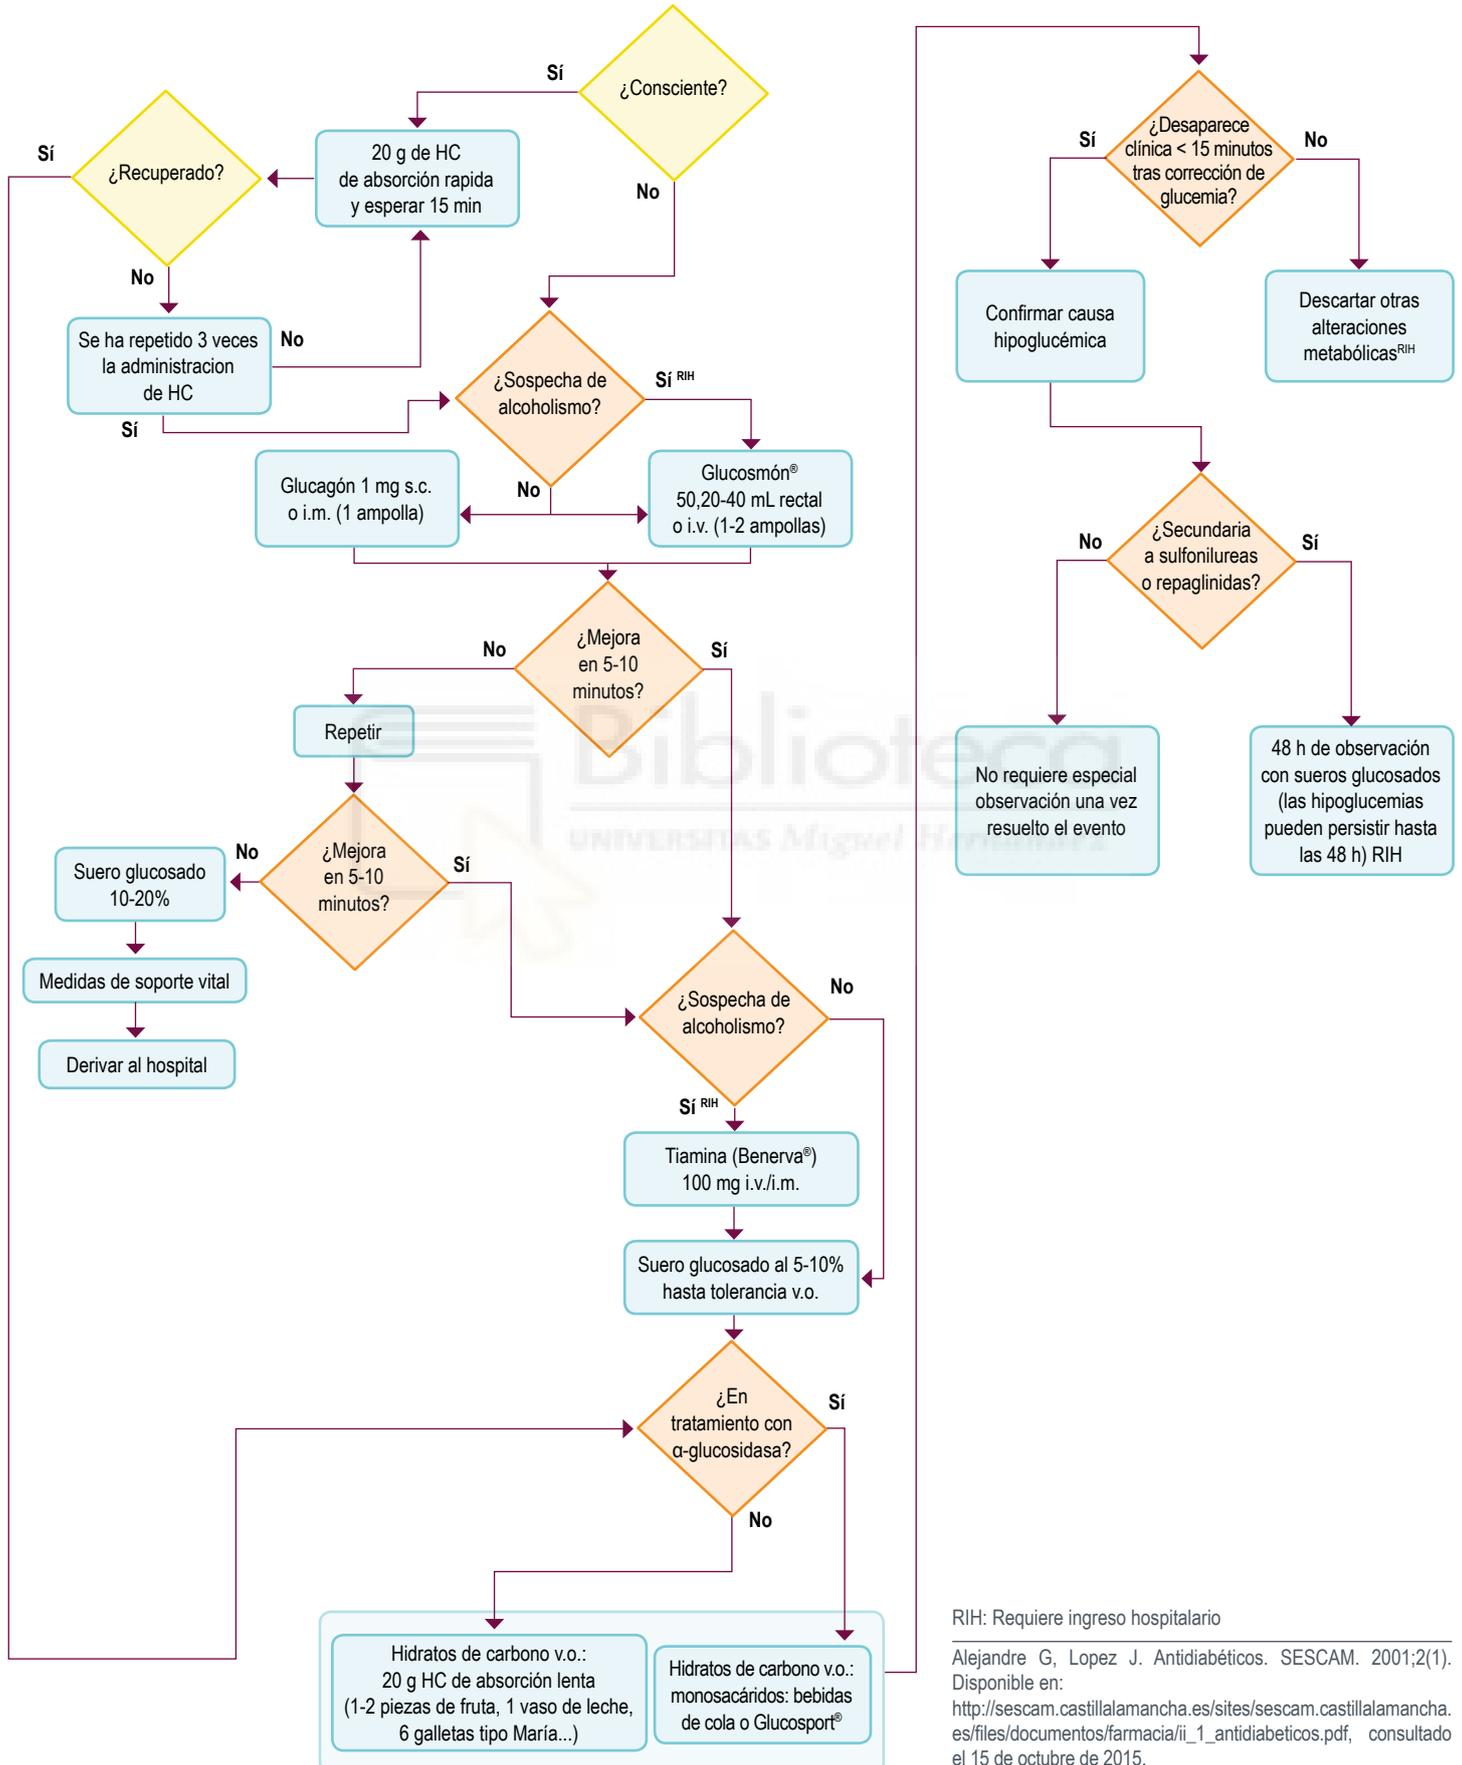 ¿Consciente?
Sí
No
20 g de HC
de absorción rapida
y esperar 15 min
¿Recuperado?
Sí
No
Se ha repetido 3 veces
la administracion
de HC
No
Sí
¿Sospecha de
alcoholismo?
Sí RIH
No
Glucagón 1 mg s.c.
o i.m. (1 ampolla)
Glucosmón®
50,20-40 mL rectal
o i.v. (1-2 ampollas)
¿Mejora
en 5-10
minutos?
No
Sí
Repetir
¿Mejora
en 5-10
minutos?
No
Sí
Suero glucosado
10-20%
Medidas de soporte vital
Derivar al hospital
¿Sospecha de
alcoholismo?
No
Sí RIH
Tiamina (Benerva®)
100 mg i.v./i.m.
Suero glucosado al 5-10%
hasta tolerancia v.o.
¿En
tratamiento con
α-glucosidasa?
Sí
No
Hidratos de carbono v.o.:
20 g HC de absorción lenta
(1-2 piezas de fruta, 1 vaso de leche,
6 galletas tipo María...)
Hidratos de carbono v.o.:
monosacáridos: bebidas
de cola o Glucosport®
¿Desaparece
clínica < 15 minutos
tras corrección de
glucemia?
Sí
No
Confirmar causa
hipoglucémica
Descartar otras
alteraciones
metabólicasRIH
¿Secundaria
a sulfonilureas
o repaglinidas?
No
Sí
No requiere especial
observación una vez
resuelto el evento
48 h de observación
con sueros glucosados
(las hipoglucemias
pueden persistir hasta
las 48 h) RIH
Biblioteca
UNIVERSITAS Miguel Hernández
RIH: Requiere ingreso hospitalario
Alejandre G, Lopez J. Antidiabéticos. SESCAM. 2001;2(1).
Disponible en:
http://sescam.castillalamancha.es/sites/sescam.castillalamancha.
es/files/documentos/farmacia/ii_1_antidiabeticos.pdf, consultado
el 15 de octubre de 2015.